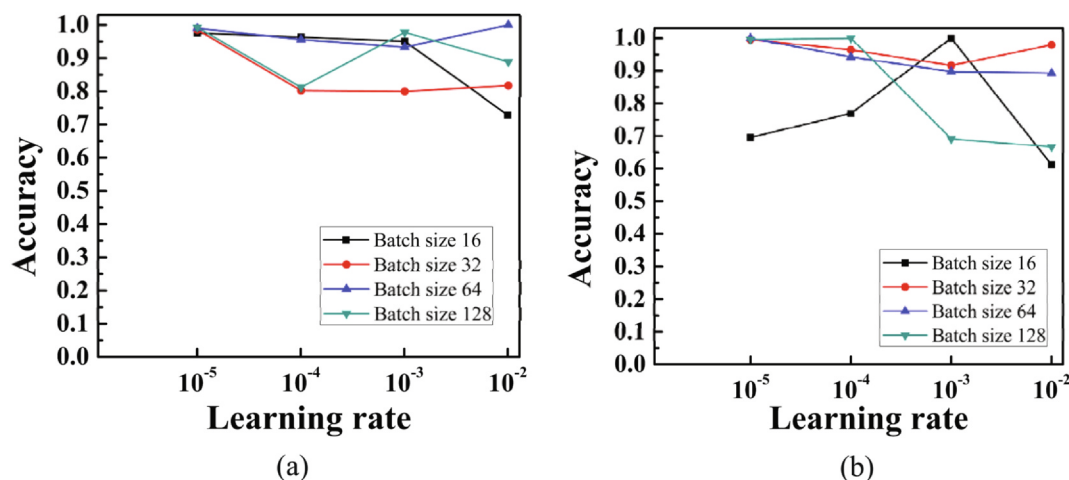 1.0
0.9
0.8
0.7
0.6
0.5
0.4
0.3
0.2
0.1
0.0
Accuracy
Batch size 16
Batch size 32
Batch size 64
Batch size 128
10⁻⁵ 10⁻⁴ 10⁻³ 10⁻²
Learning rate
(a)
1.0
0.9
0.8
0.7
0.6
0.5
0.4
0.3
0.2
0.1
0.0
Accuracy
Batch size 16
Batch size 32
Batch size 64
Batch size 128
10⁻⁵ 10⁻⁴ 10⁻³ 10⁻²
Learning rate
(b)